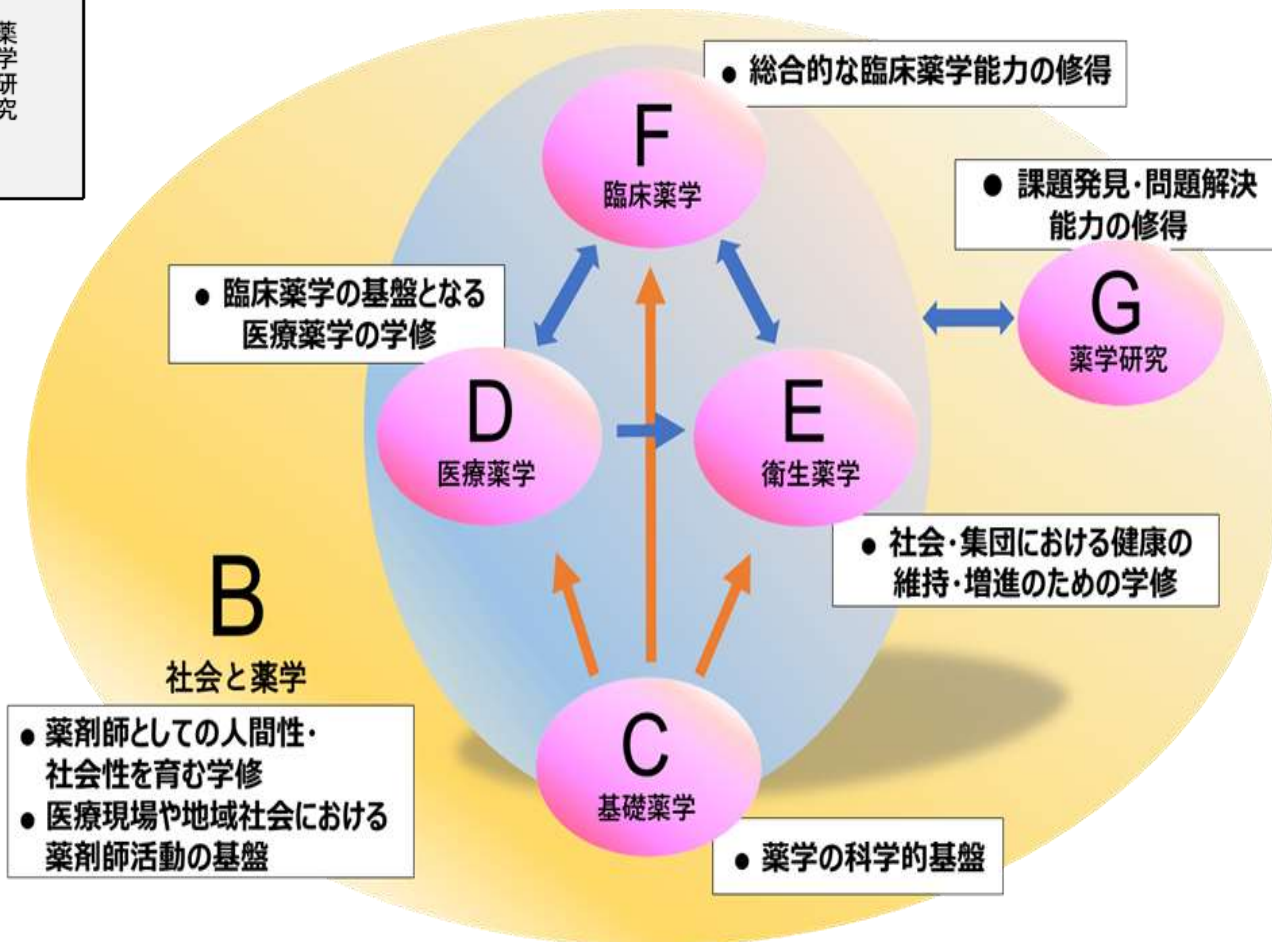 薬学研究
● 総合的な臨床薬学能力の修得
F
臨床薬学
● 課題発見・問題解決
能力の修得
G
薬学研究
● 臨床薬学の基盤となる
医療薬学の学修
D
医療薬学
E
衛生薬学
● 社会・集団における健康の
維持・増進のための学修
B
社会と薬学
● 薬剤師としての人間性・
社会性を育む学修
● 医療現場や地域社会における
薬剤師活動の基盤
C
基礎薬学
● 薬学の科学的基盤